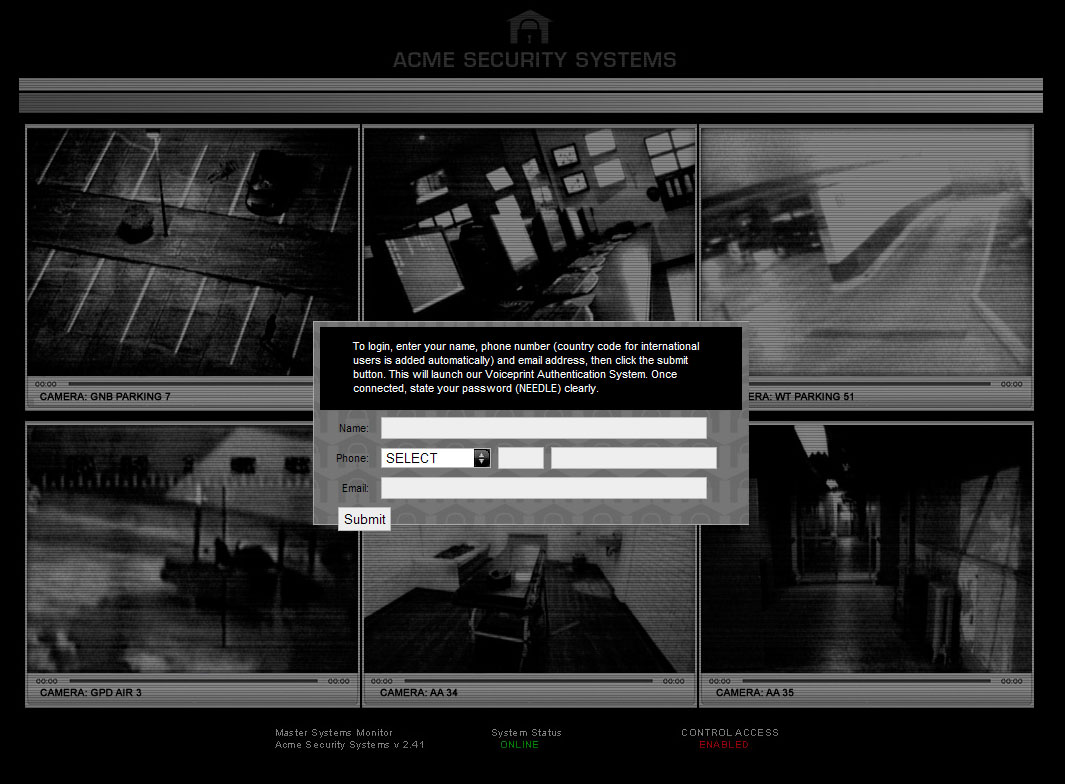 ACME SECURITY SYSTEMS
To login, enter your name, phone number (country code for international
users is added automatically) and email address, then click the submit
button. This will launch our Voiceprint Authentication System. Once
connected, state your password (NEEDLE) clearly.
Name:
Phone: SELECT
Email:
Submit
00:00
CAMERA: GNB PARKING 7
00:00
ERA: WT PARKING 51
00:00 00:00
CAMERA: GPD AIR 3
00:00 00:00
CAMERA: AA 34
00:00 00:00
CAMERA: AA 35
Master Systems Monitor
Acme Security Systems v 2.41
System Status
ONLINE
CONTROL ACCESS
ENABLED